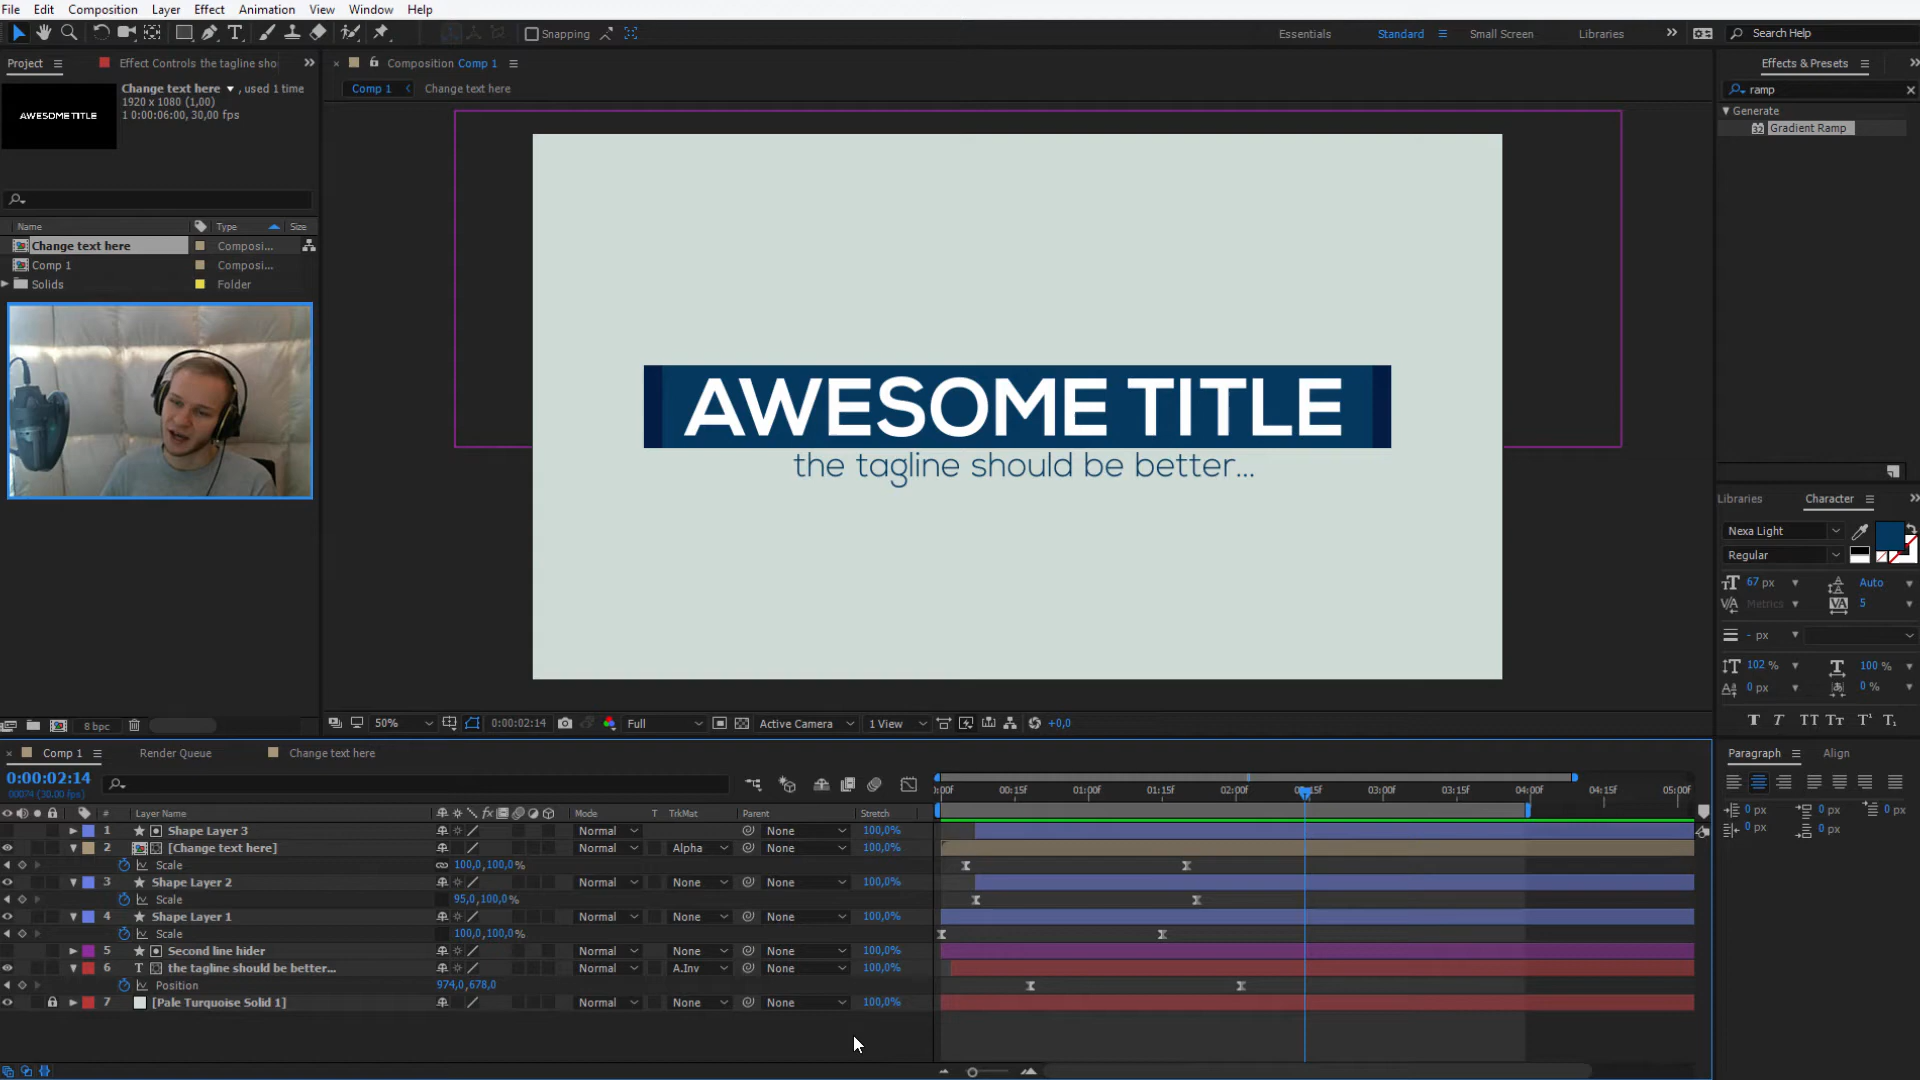 File Edit Composition Layer Effect Animation View Window Help
Snapping
Essentials Standard Small Screen Libraries Search Help
Project Effect Controls the tagline sho
Composition Comp 1
Effects & Presets
Change text here , used 1 time
1920 x 1080 (1,00)
1 0:00:06:00, 30,00 fps
AWESOME TITLE
Comp 1 Change text here
ramp
Generate
32 Gradient Ramp
Name Type Size
Change text here Composi...
Comp 1 Composi...
Solids Folder
AWESOME TITLE
the tagline should be better...
Libraries Character
Nexa Light
Regular
67 px Auto
Metrics 5
- px
102 % 100 %
0 px 0 %
8 bpc
50% 0:00:02:14 Full Active Camera 1 View +0,0
Comp 1 Render Queue Change text here
Paragraph Align
0 px 0 px 0 px
0 px 0 px
0:00:02:14
00074 (30.00 fps)
:00f 00:15f 01:00f 01:15f 02:00f 03:00f 03:15f 04:00f 04:15f 05:00f
# Layer Name Mode T TrkMat Parent Stretch
1 Shape Layer 3 Normal None 100,0%
2 [Change text here] Normal Alpha None 100,0%
Scale 100,0,100,0%
3 Shape Layer 2 Normal None None 100,0%
Scale 95,0,100,0%
4 Shape Layer 1 Normal None None 100,0%
Scale 100,0,100,0%
5 Second line hider Normal None None 100,0%
6 T the tagline should be better... Normal A.Inv None 100,0%
Position 974,0,678,0
7 [Pale Turquoise Solid 1] Normal None None 100,0%